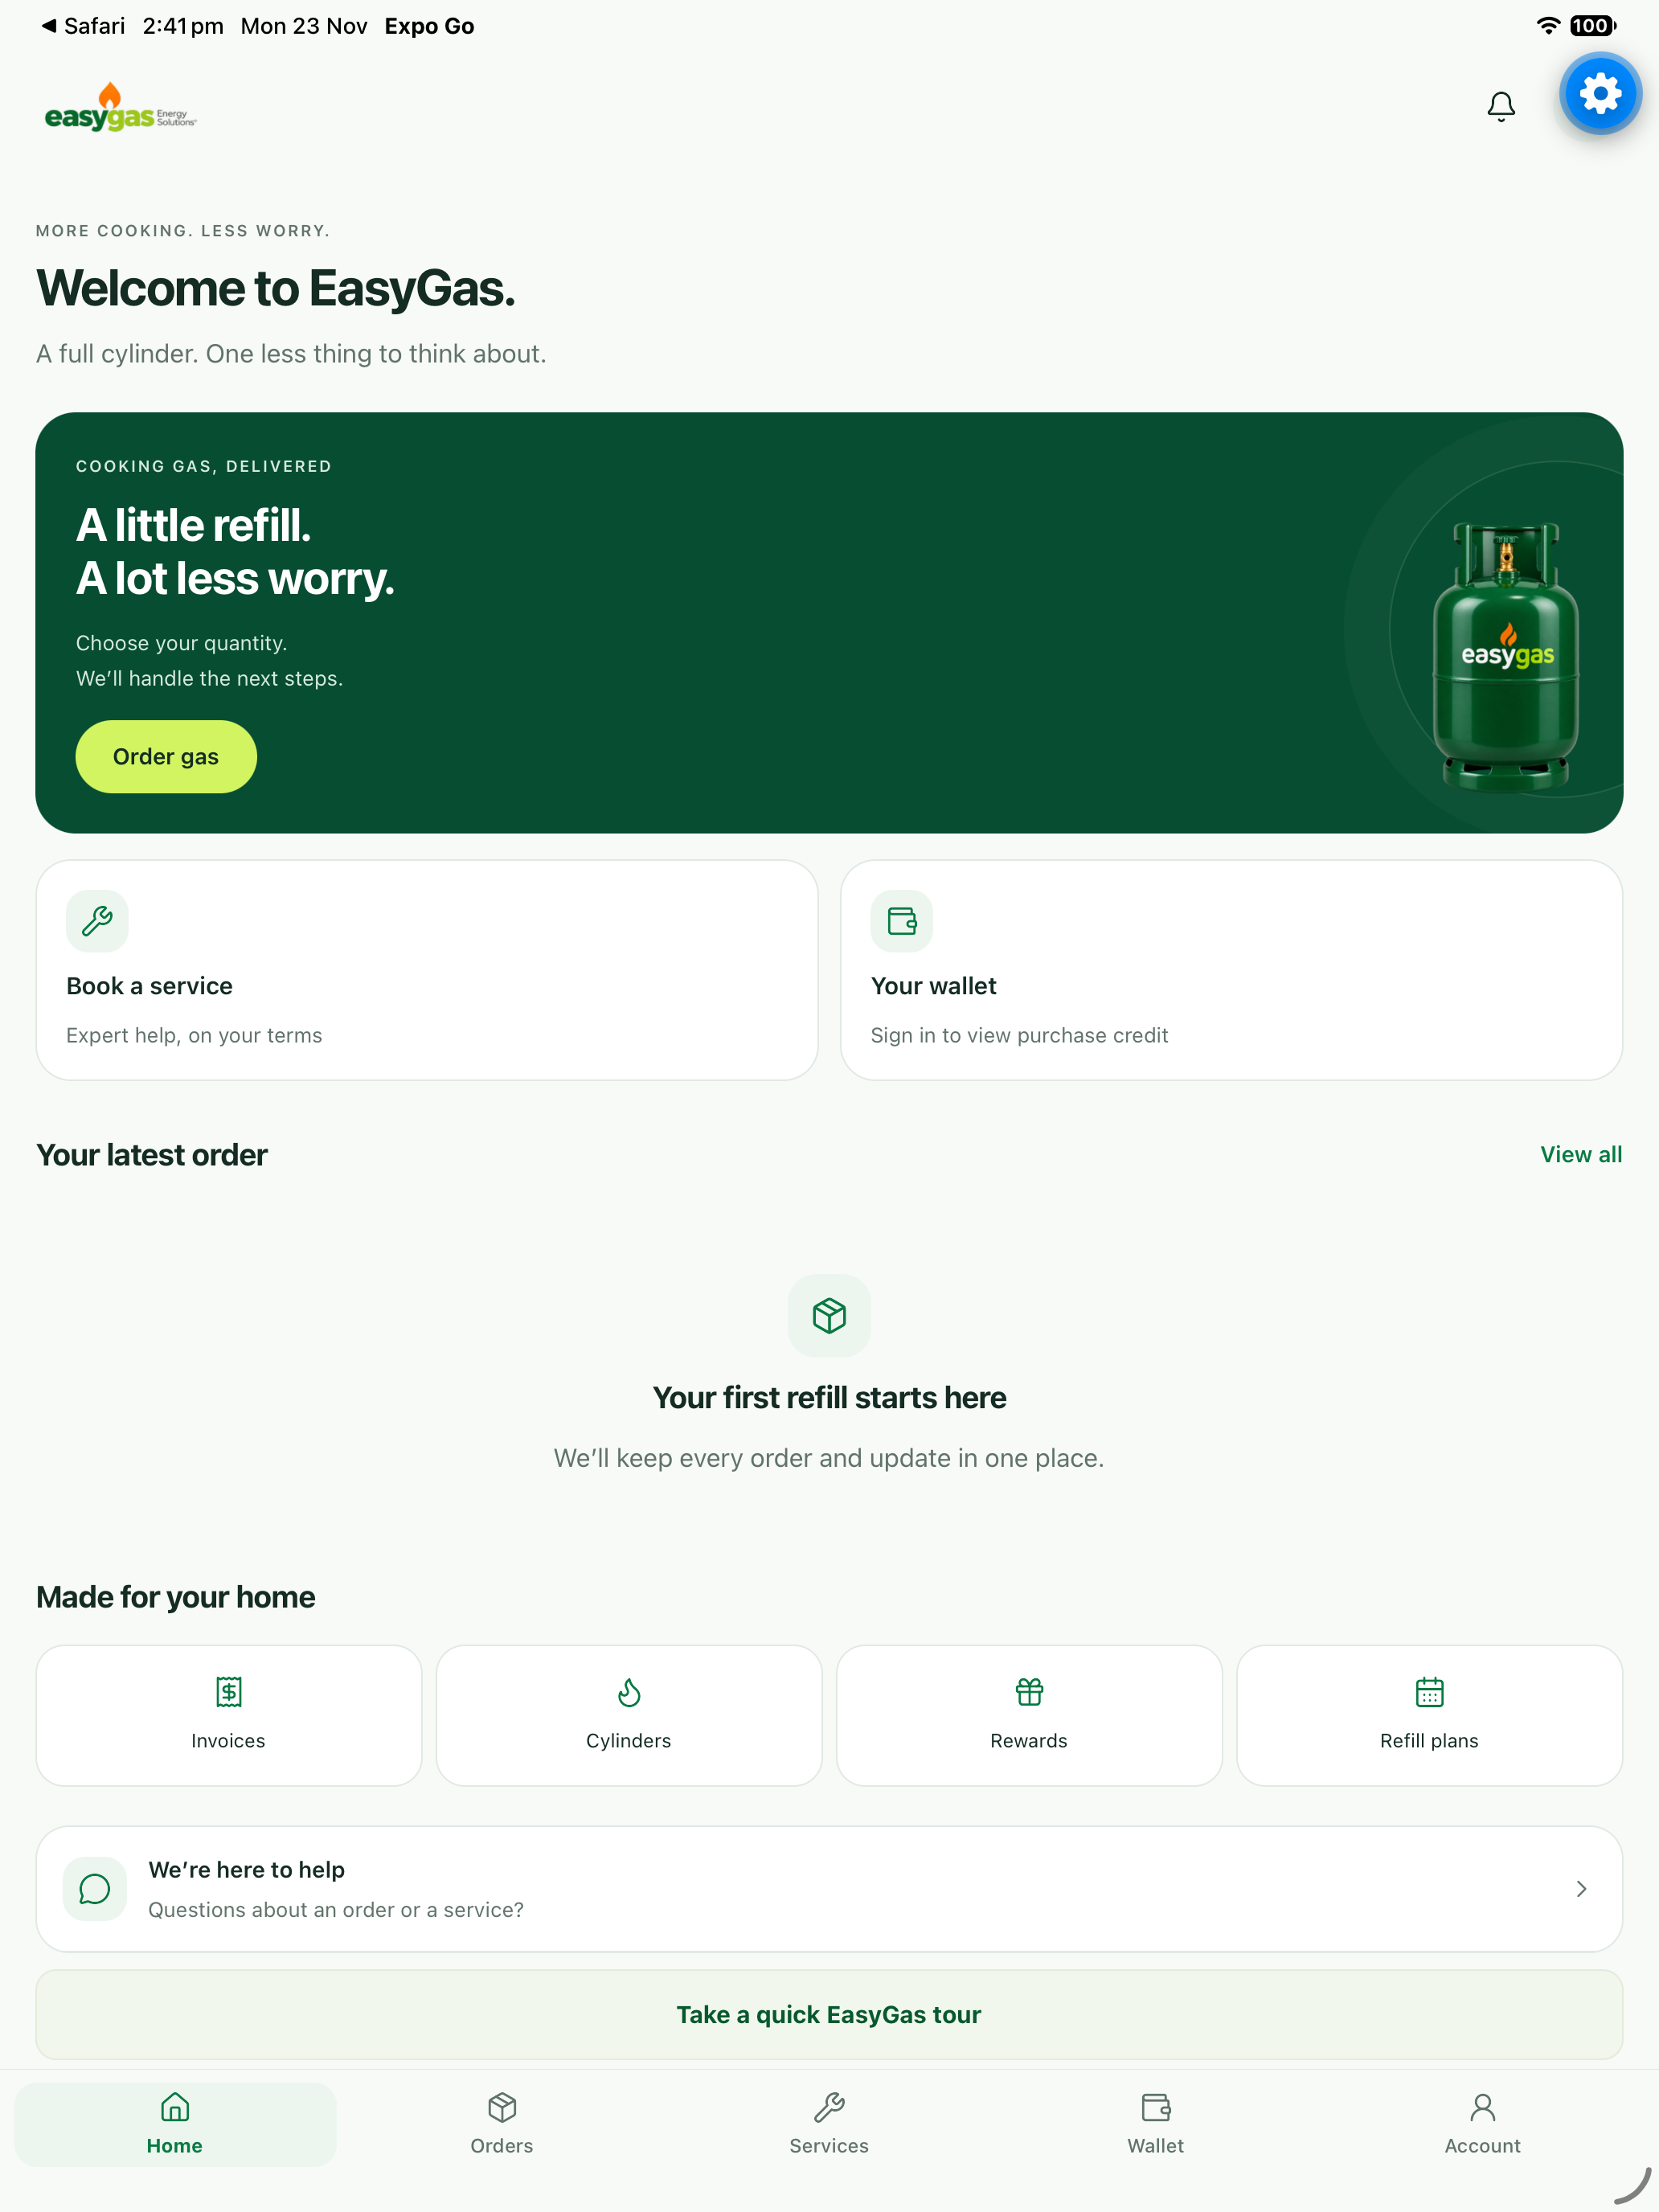 Safari 2:41 pm Mon 23 Nov Expo Go
100
easygas Energy Solutions
MORE COOKING. LESS WORRY.
Welcome to EasyGas.
A full cylinder. One less thing to think about.
COOKING GAS, DELIVERED
A little refill.
A lot less worry.
Choose your quantity.
We’ll handle the next steps.
Order gas
easygas
Book a service
Expert help, on your terms
Your wallet
Sign in to view purchase credit
Your latest order
View all
Your first refill starts here
We’ll keep every order and update in one place.
Made for your home
Invoices
Cylinders
Rewards
Refill plans
We’re here to help
Questions about an order or a service?
Take a quick EasyGas tour
Home
Orders
Services
Wallet
Account